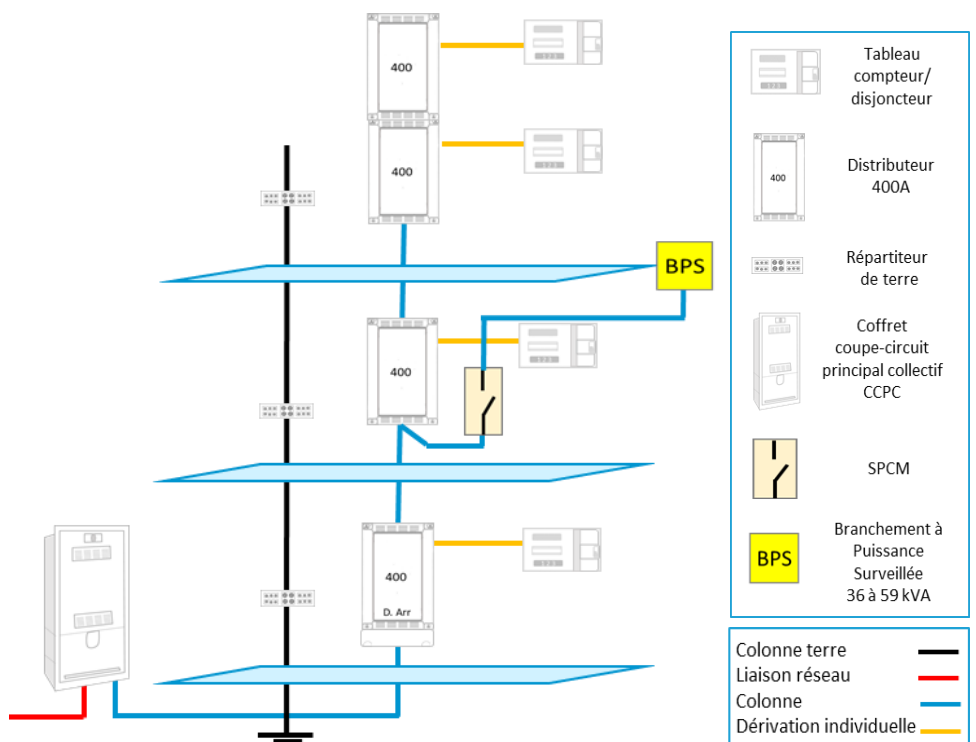 400
400
BPS
400
400
D. Arr
Tableau
compteur/
disjoncteur
400
Distributeur
400A
Répartiteur
de terre
Coffret
coupe-circuit
principal collectif
CCPC
SPCM
BPS
Branchement à
Puissance
Surveillée
36 à 59 kVA
Colonne terre
Liaison réseau
Colonne
Dérivation individuelle